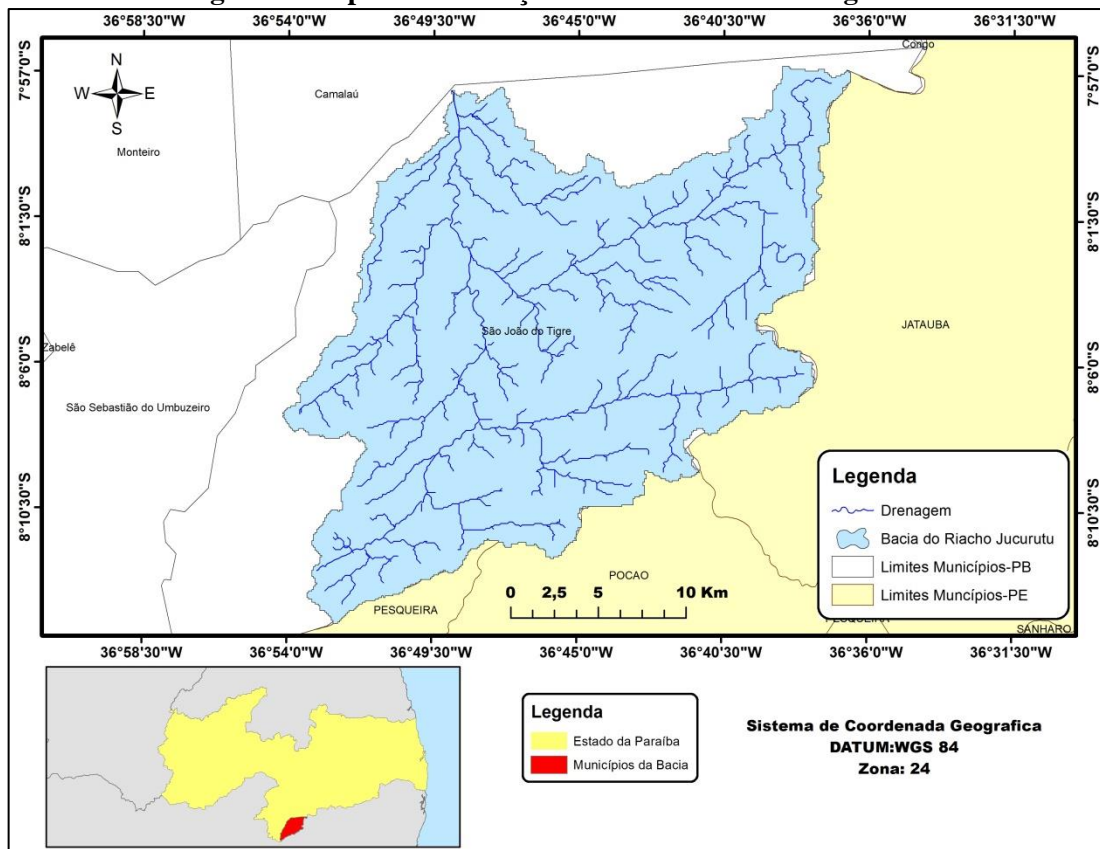 36°58'30"W 36°54'0"W 36°49'30"W 36°45'0"W 36°40'30"W 36°36'0"W 36°31'30"W
7°57'0"S
8°1'30"S
8°6'0"S
8°10'30"S
7°57'0"S
8°1'30"S
8°6'0"S
8°10'30"S
N
W E
S
Congo
Camalaú
Monteiro
São João do Tigre
JATAUBA
Zabelê
São Sebastião do Umbuzeiro
POCAO
PESQUEIRA
SANHARO
0 2,5 5 10 Km
Legenda
Drenagem
Bacia do Riacho Jucurutu
Limites Municípios-PB
Limites Muncípios-PE
36°58'30"W 36°54'0"W 36°49'30"W 36°45'0"W 36°40'30"W 36°36'0"W 36°31'30"W
Legenda
Estado da Paraíba
Municípios da Bacia
Sistema de Coordenada Geografica
DATUM:WGS 84
Zona: 24